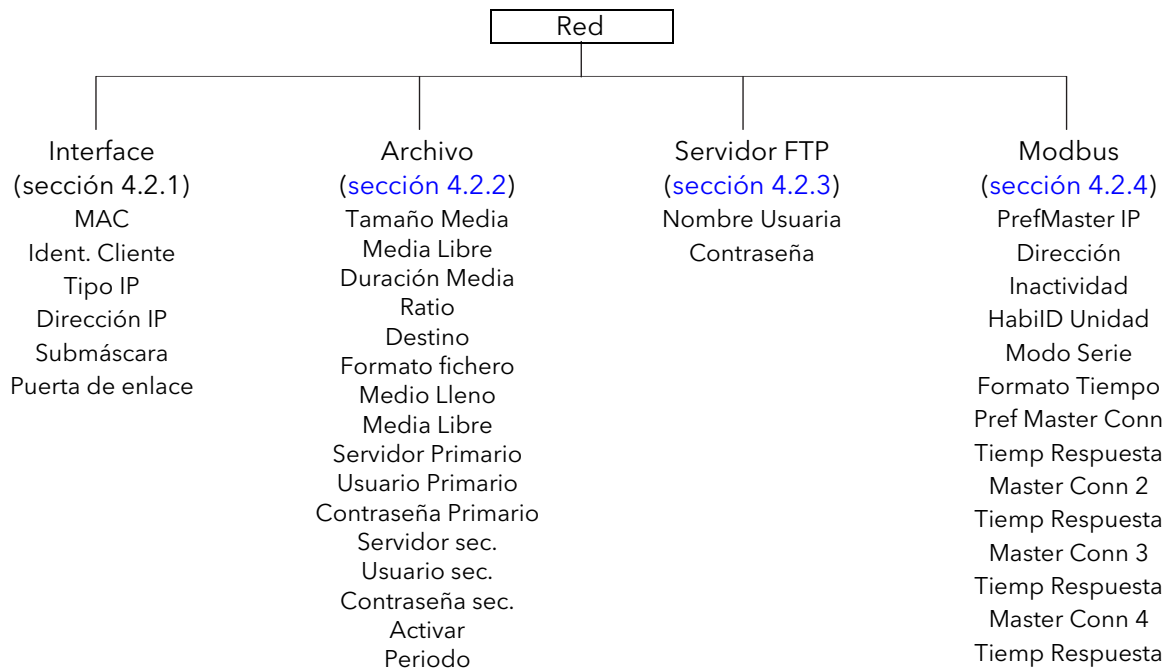 Red
Interface
(sección 4.2.1)
MAC
Ident. Cliente
Tipo IP
Dirección IP
Submáscara
Puerta de enlace
Archivo
(sección 4.2.2)
Tamaño Media
Media Libre
Duración Media
Ratio
Destino
Formato fichero
Medio Lleno
Media Libre
Servidor Primario
Usuario Primario
Contraseña Primario
Servidor sec.
Usuario sec.
Contraseña sec.
Activar
Periodo
Servidor FTP
(sección 4.2.3)
Nombre Usuaria
Contraseña
Modbus
(sección 4.2.4)
PrefMaster IP
Dirección
Inactividad
HabiID Unidad
Modo Serie
Formato Tiempo
Pref Master Conn
Tiemp Respuesta
Master Conn 2
Tiemp Respuesta
Master Conn 3
Tiemp Respuesta
Master Conn 4
Tiemp Respuesta